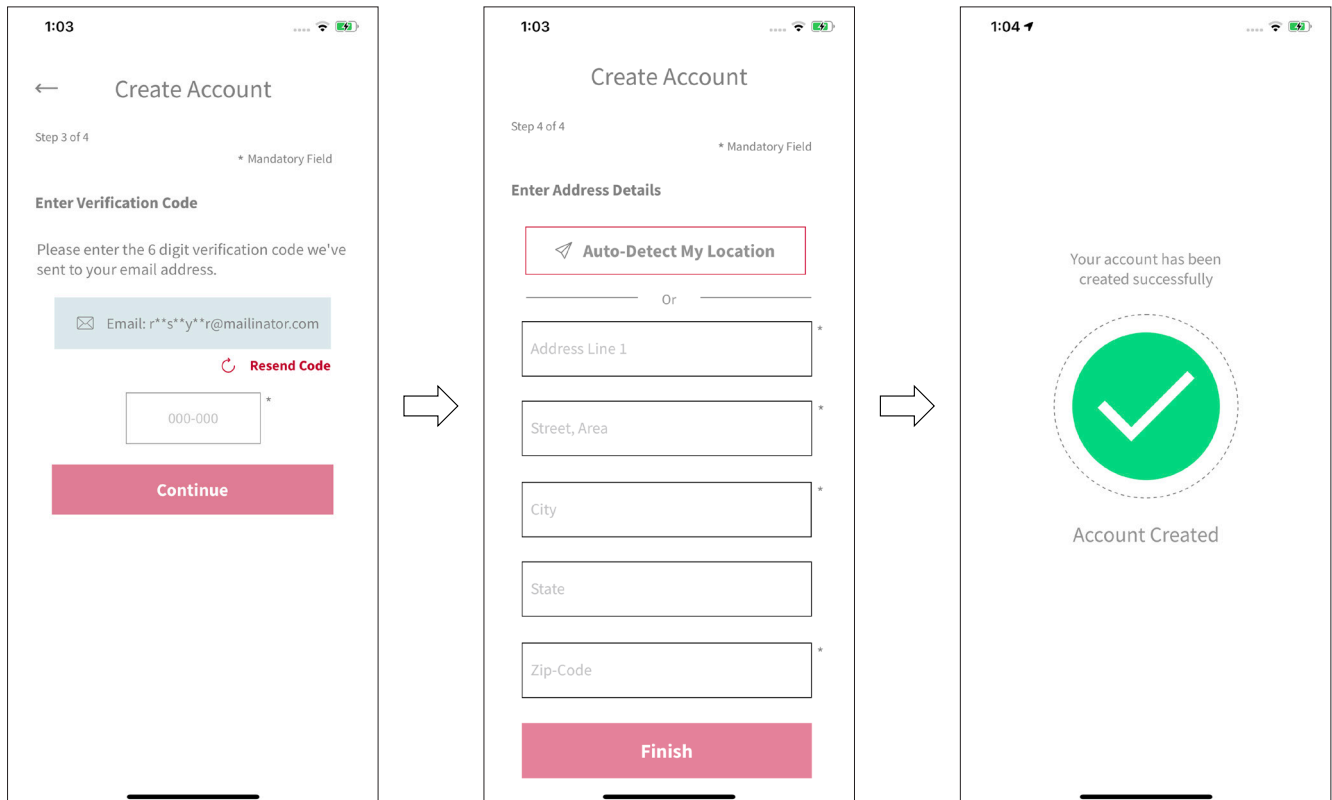 1:03
Create Account
Step 3 of 4
* Mandatory Field
Enter Verification Code
Please enter the 6 digit verification code we've
sent to your email address.
Email: r**s**y**r@mailinator.com
Resend Code
000-000 *
Continue
1:03
Create Account
Step 4 of 4
* Mandatory Field
Enter Address Details
Auto-Detect My Location
Or
Address Line 1 *
Street, Area *
City *
State
Zip-Code *
Finish
1:04
Your account has been
created successfully
Account Created